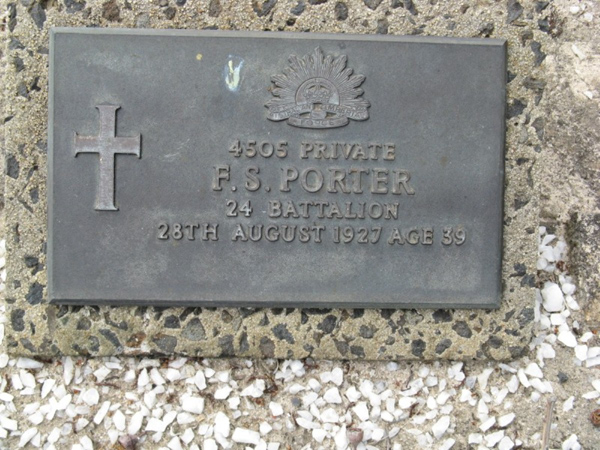 4505 PRIVATE
F. S. PORTER
24 BATTALION
28TH AUGUST 1927 AGE 39